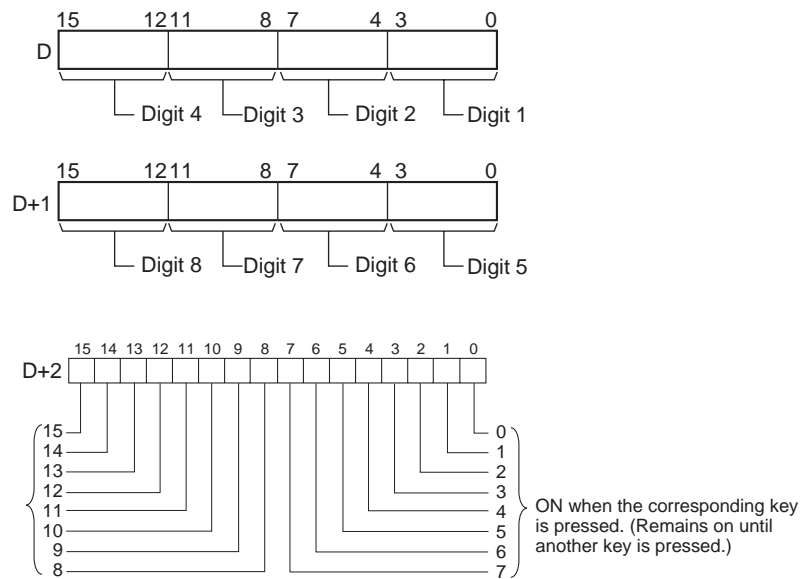 15 12 11 8 7 4 3 0
D
Digit 4 Digit 3 Digit 2 Digit 1
15 12 11 8 7 4 3 0
D+1
Digit 8 Digit 7 Digit 6 Digit 5
15 14 13 12 11 10 9 8 7 6 5 4 3 2 1 0
D+2
15 0
14 1
13 2
12 3
11 4
10 5
9 6
8 7
ON when the corresponding key
is pressed. (Remains on until
another key is pressed.)